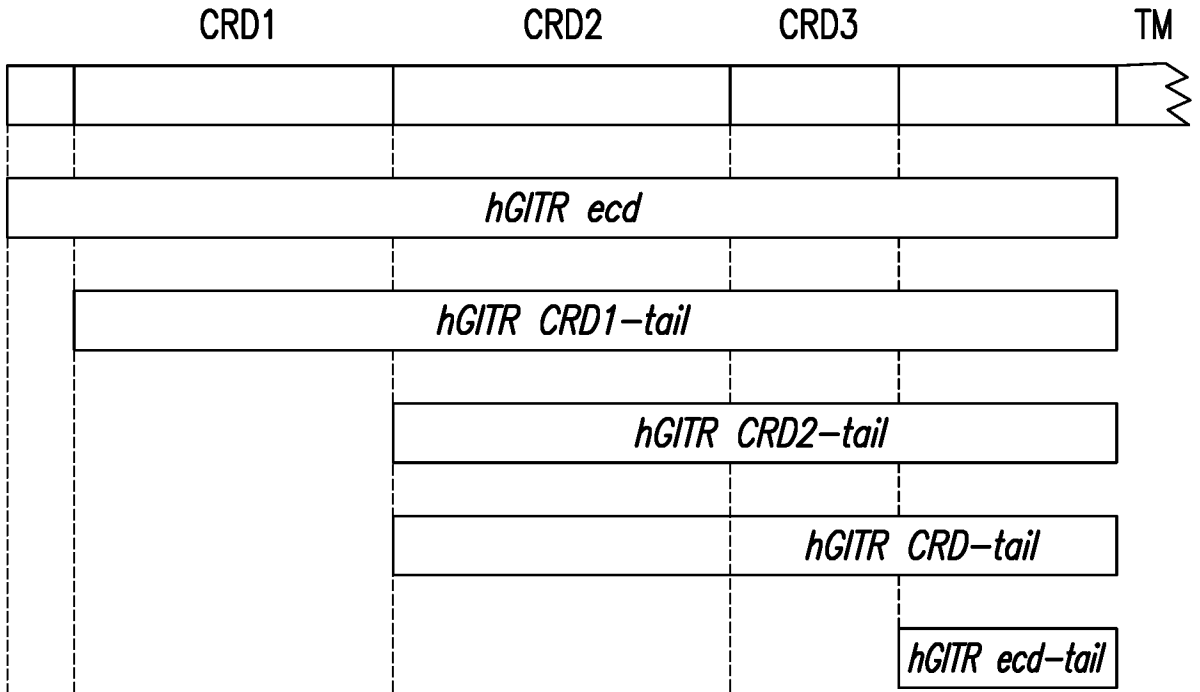 CRD1 CRD2 CRD3 TM
hGITR ecd
hGITR CRD1-tail
hGITR CRD2-tail
hGITR CRD-tail
hGITR ecd-tail